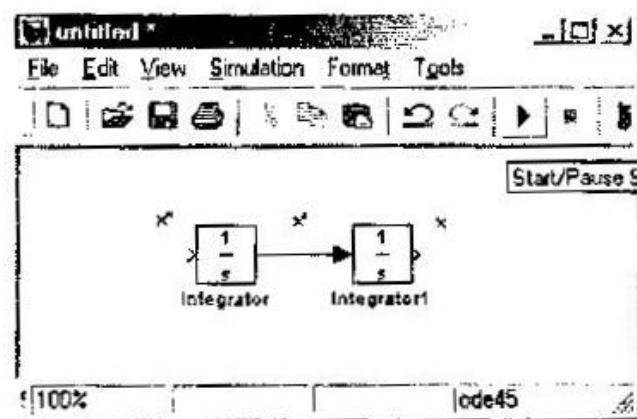 untitled *
File Edit View Simulation Format Tools
Start/Pause S
x" x' x
1 1
s s
Integrator Integrator1
100% ode45